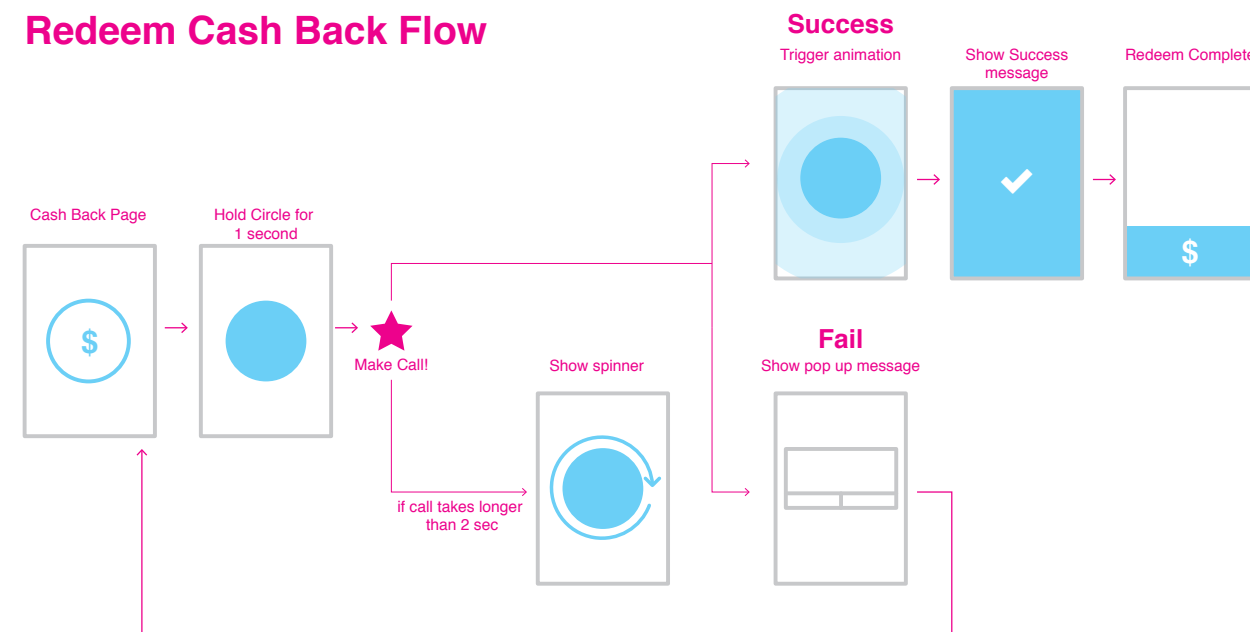 Redeem Cash Back Flow
Success
Trigger animation
Show Success
message
Redeem Complete
Cash Back Page
Hold Circle for
1 second
$
$
Make Call!
Show spinner
if call takes longer
than 2 sec
Fail
Show pop up message